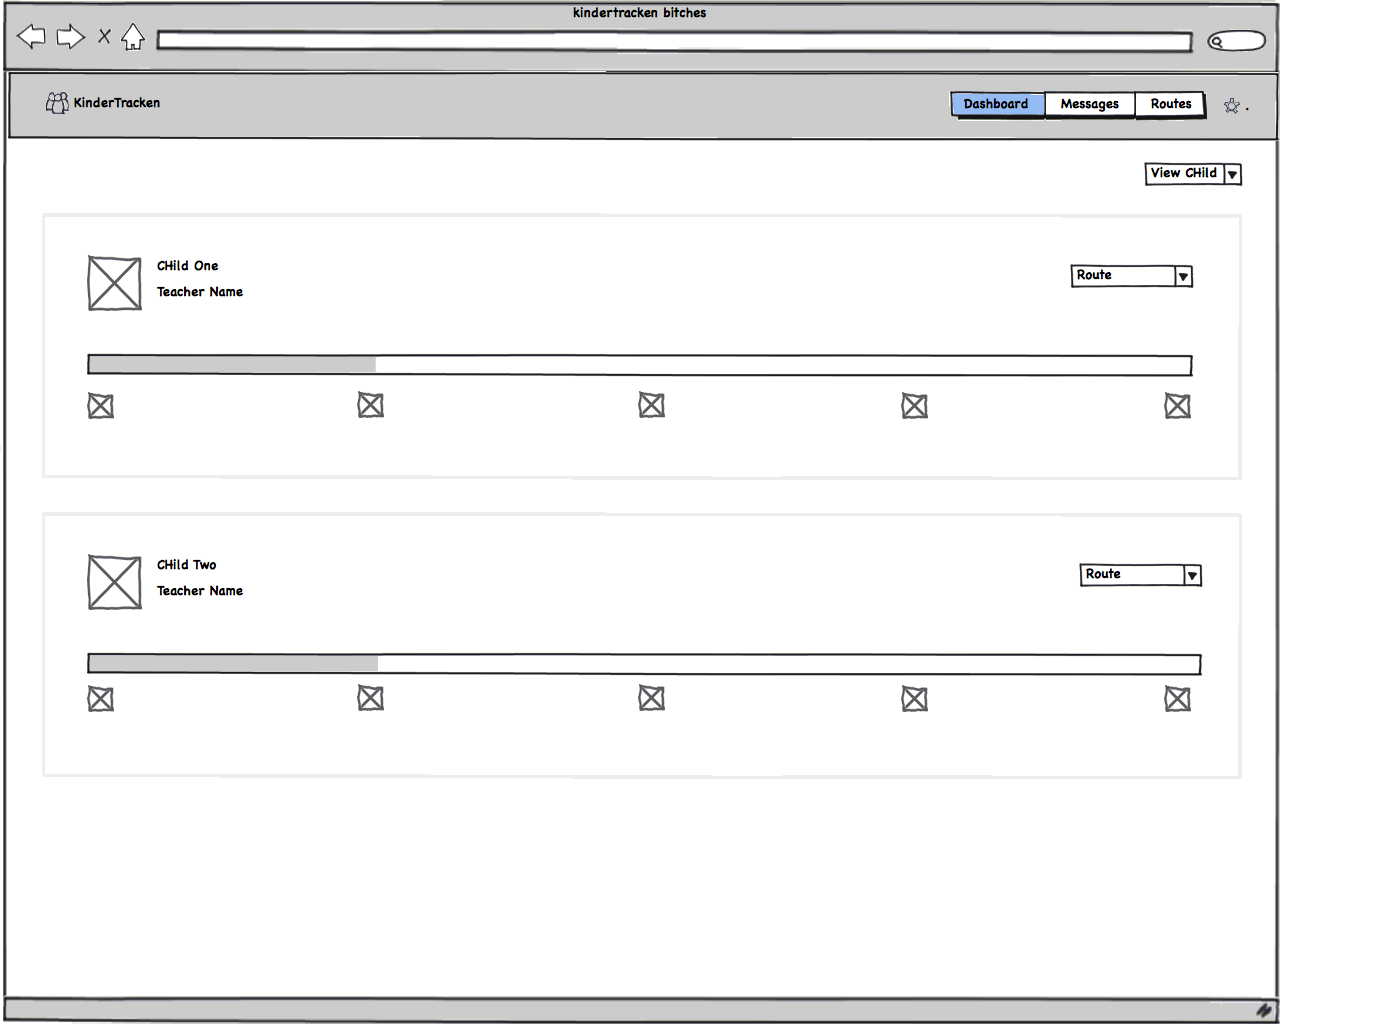 kindertracken bitches
KinderTracken
Dashboard
Messages
Routes
.
View CHild
CHild One
Teacher Name
Route
CHild Two
Teacher Name
Route